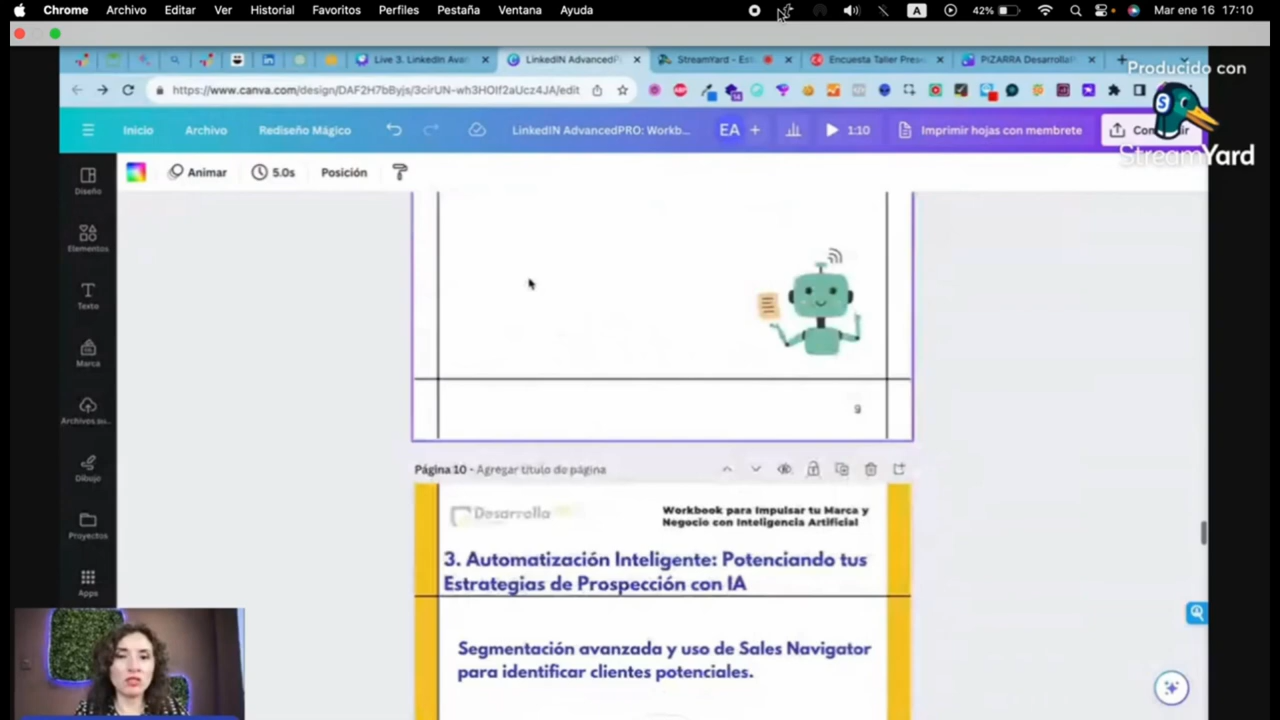 Chrome Archivo Editar Ver Historial Favoritos Perfiles Pestaña Ventana Ayuda A 42% Mar ene 16 17:10
Live 3. LinkedIn Avan
LinkedIN AdvancedPR
StreamYard - Es
Encuesta Taller Pres
PIZARRA Desarrolla
Producido con
StreamYard
https://www.canva.com/design/DAF2H7bByjs/3cirUN-wh3HOIf2aUcz4JA/edit
Inicio Archivo Rediseño Mágico LinkedIN AdvancedPRO: Workb... EA + 1:10 Imprimir hojas con membrete
Animar 5.0s Posición
Diseño
Elementos
Texto
Marca
Archivos su...
Dibujo
Proyectos
Apps
9
Página 10 - Agregar título de página
Desarrolla
Workbook para Impulsar tu Marca y
Negocio con Inteligencia Artificial
3. Automatización Inteligente: Potenciando tus
Estrategias de Prospección con IA
Segmentación avanzada y uso de Sales Navigator
para identificar clientes potenciales.